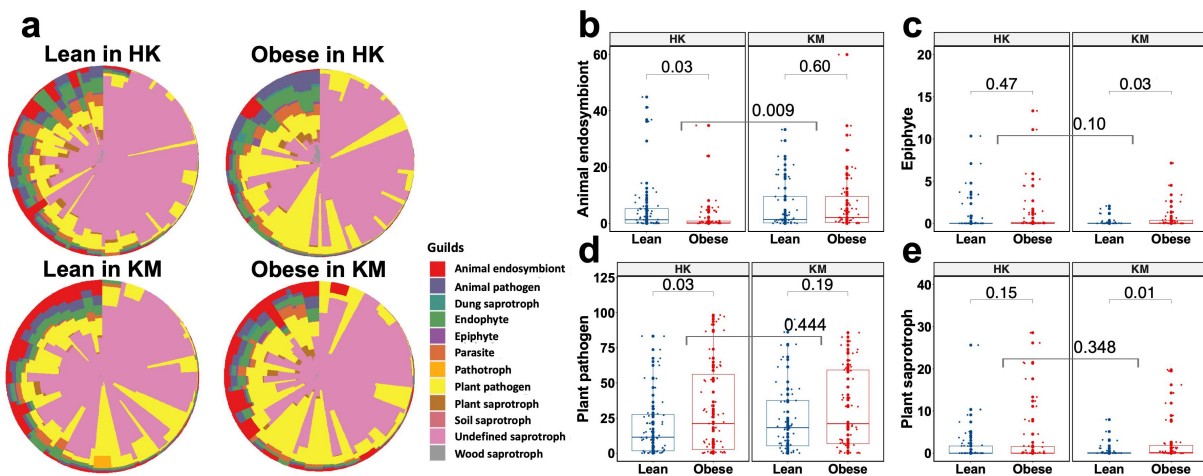 a
Lean in HK
Obese in HK
Lean in KM
Obese in KM
Guilds
Animal endosymbiont
Animal pathogen
Dung saprotroph
Endophyte
Epiphyte
Parasite
Pathotroph
Plant pathogen
Plant saprotroph
Soil saprotroph
Undefined saprotroph
Wood saprotroph
b
HK
KM
Animal endosymbiont
60
40
20
0
0.03
0.60
0.009
Lean
Obese
Lean
Obese
c
HK
KM
Epiphyte
20
15
10
5
0
0.47
0.03
0.10
Lean
Obese
Lean
Obese
d
HK
KM
Plant pathogen
125
100
75
50
25
0
0.03
0.19
0.444
Lean
Obese
Lean
Obese
e
HK
KM
Plant saprotroph
40
30
20
10
0
0.15
0.01
0.348
Lean
Obese
Lean
Obese